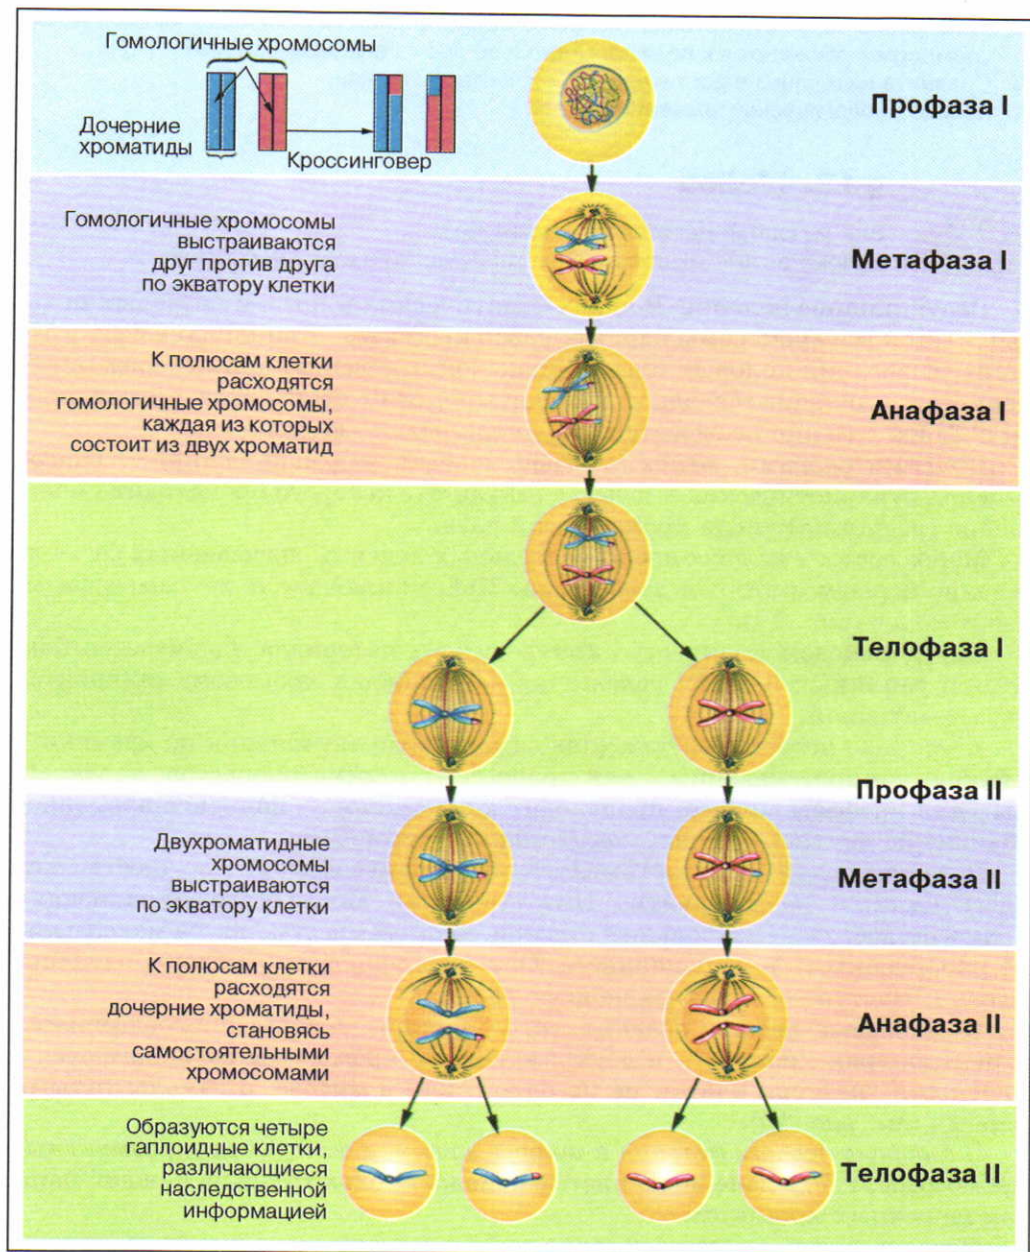 Гомологичные хромосомы
Дочерние
хроматиды
Кроссинговер
Профаза I
Гомологичные хромосомы
выстраиваются
друг против друга
по экватору клетки
Метафаза I
К полюсам клетки
расходятся
гомологичные хромосомы,
каждая из которых
состоит из двух хроматид
Анафаза I
Телофаза I
Профаза II
Двухроматидные
хромосомы
выстраиваются
по экватору клетки
Метафаза II
К полюсам клетки
расходятся
дочерние хроматиды,
становясь
самостоятельными
хромосомами
Анафаза II
Образуются четыре
гаплоидные клетки,
различающиеся
наследственной
информацией
Телофаза II